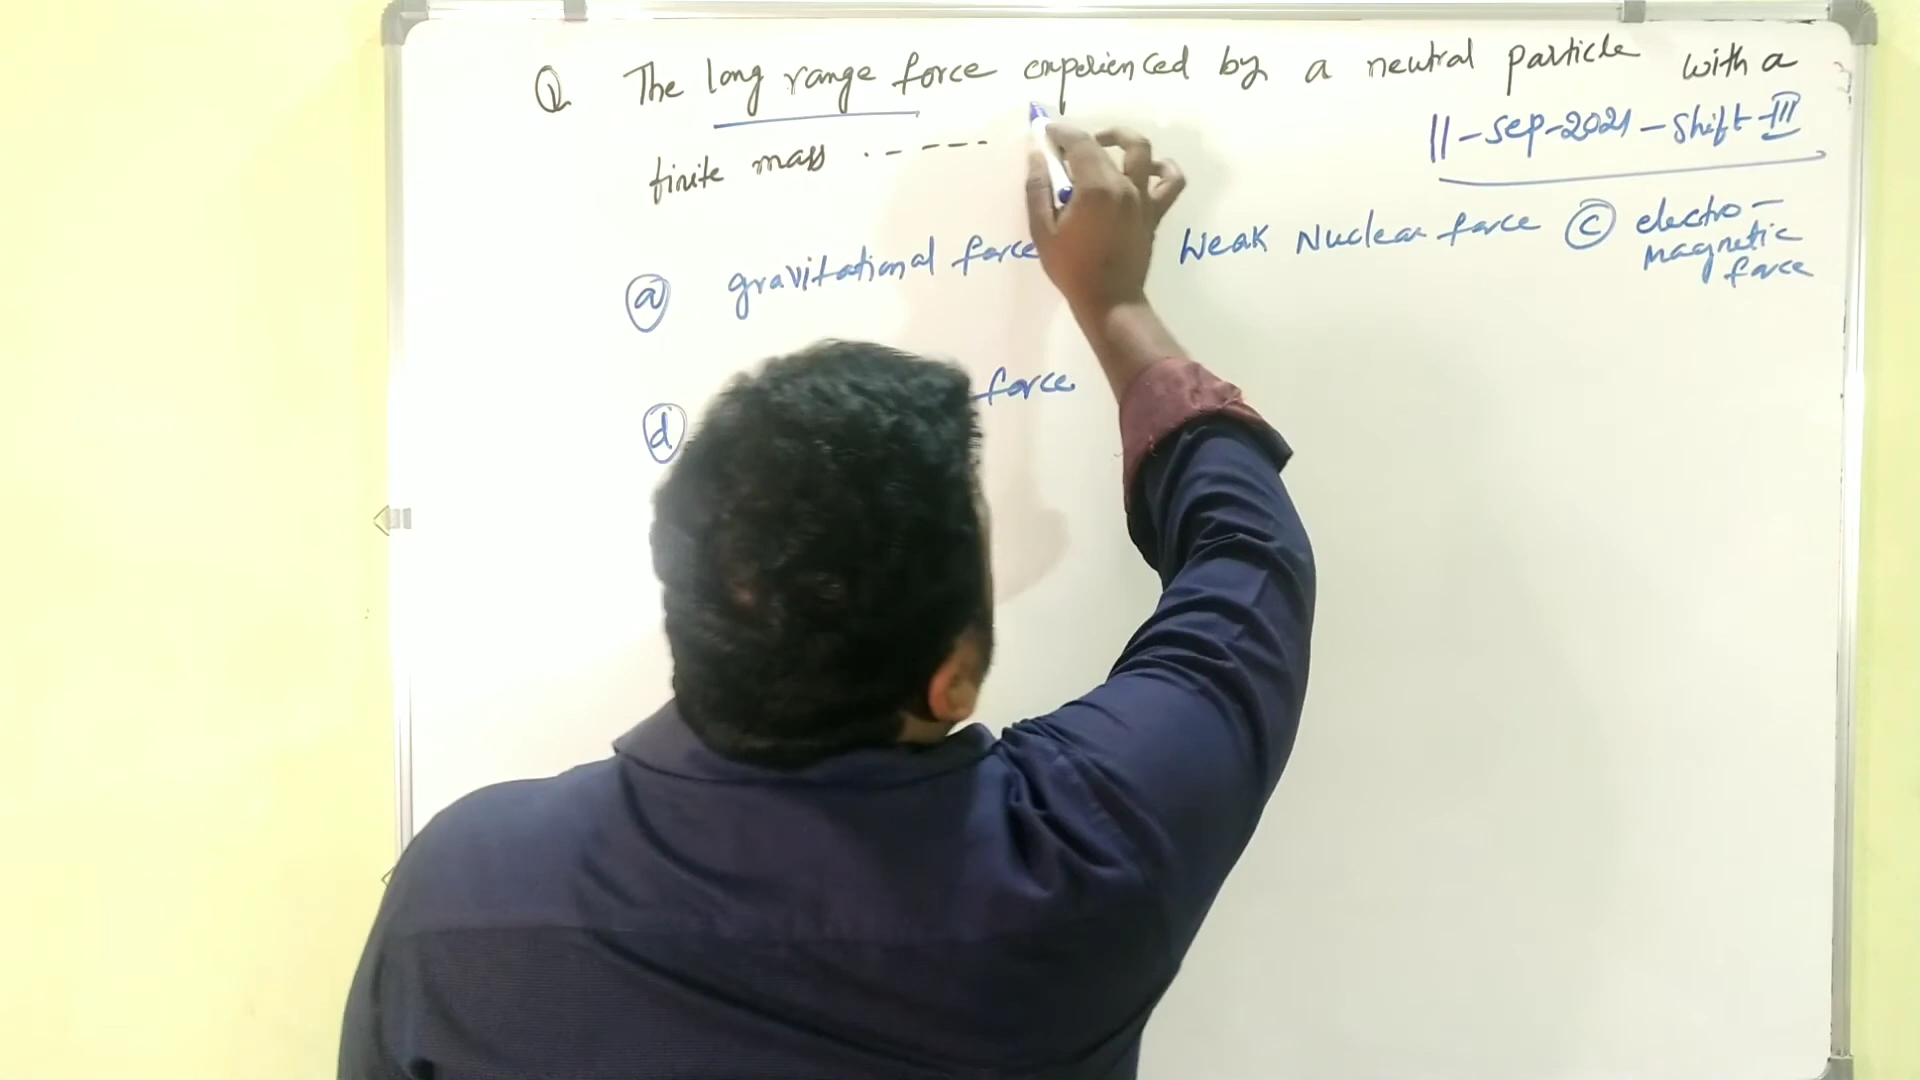 Q The long range force experienced by a neutral particle with a
11-Sep-2021-Shift-III
finite mass .----
a gravitational force Weak Nuclear force c electro-
magnetic
force
d force